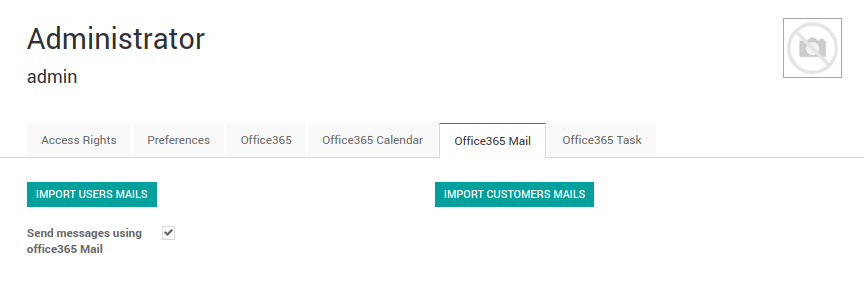 Administrator
admin
Access Rights Preferences Office365 Office365 Calendar Office365 Mail Office365 Task
IMPORT USERS MAILS IMPORT CUSTOMERS MAILS
Send messages using
office365 Mail